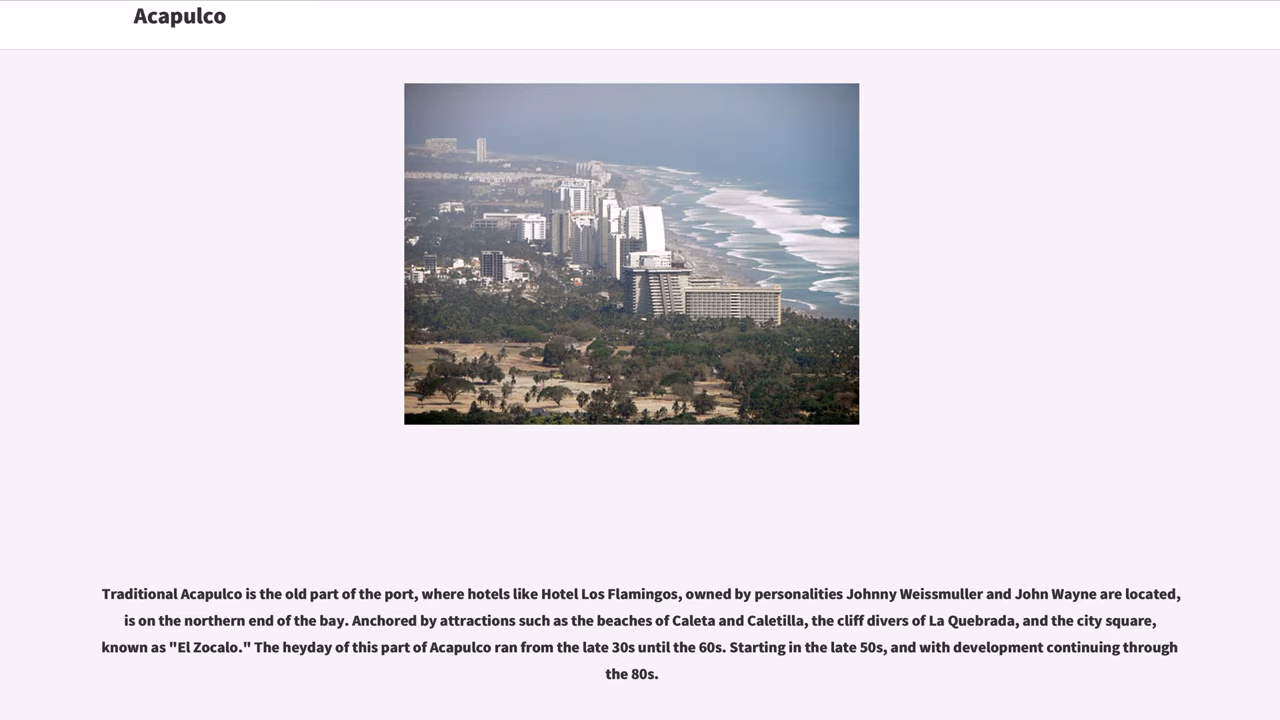 Acapulco
Traditional Acapulco is the old part of the port, where hotels like Hotel Los Flamingos, owned by personalities Johnny Weissmuller and John Wayne are located,
is on the northern end of the bay. Anchored by attractions such as the beaches of Caleta and Caletilla, the cliff divers of La Quebrada, and the city square,
known as "El Zocalo." The heyday of this part of Acapulco ran from the late 30s until the 60s. Starting in the late 50s, and with development continuing through
the 80s.